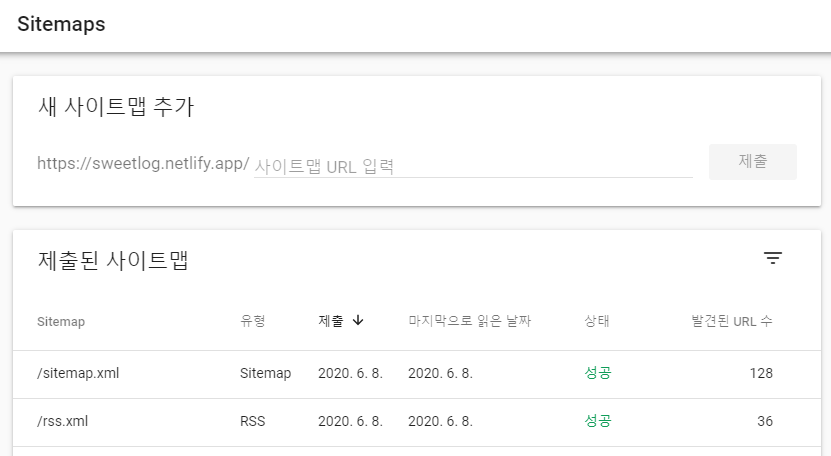 Sitemaps
새 사이트맵 추가
https://sweetlog.netlify.app/ 사이트맵 URL 입력 제출
제출된 사이트맵
Sitemap 유형 제출 마지막으로 읽은 날짜 상태 발견된 URL 수
/sitemap.xml Sitemap 2020. 6. 8. 2020. 6. 8. 성공 128
/rss.xml RSS 2020. 6. 8. 2020. 6. 8. 성공 36